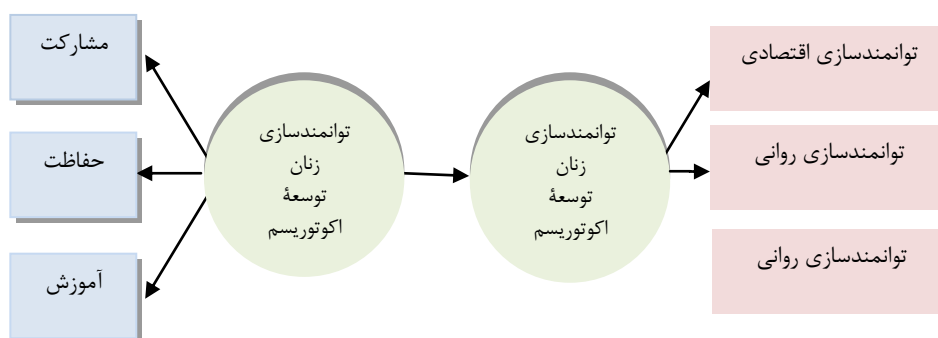 توانمندسازی اقتصادی
توانمندسازی روانی
توانمندسازی روانی
توانمندسازی
زنان
توسعهٔ
اکوتوریسم
توانمندسازی
زنان
توسعهٔ
اکوتوریسم
مشارکت
حفاظت
آموزش